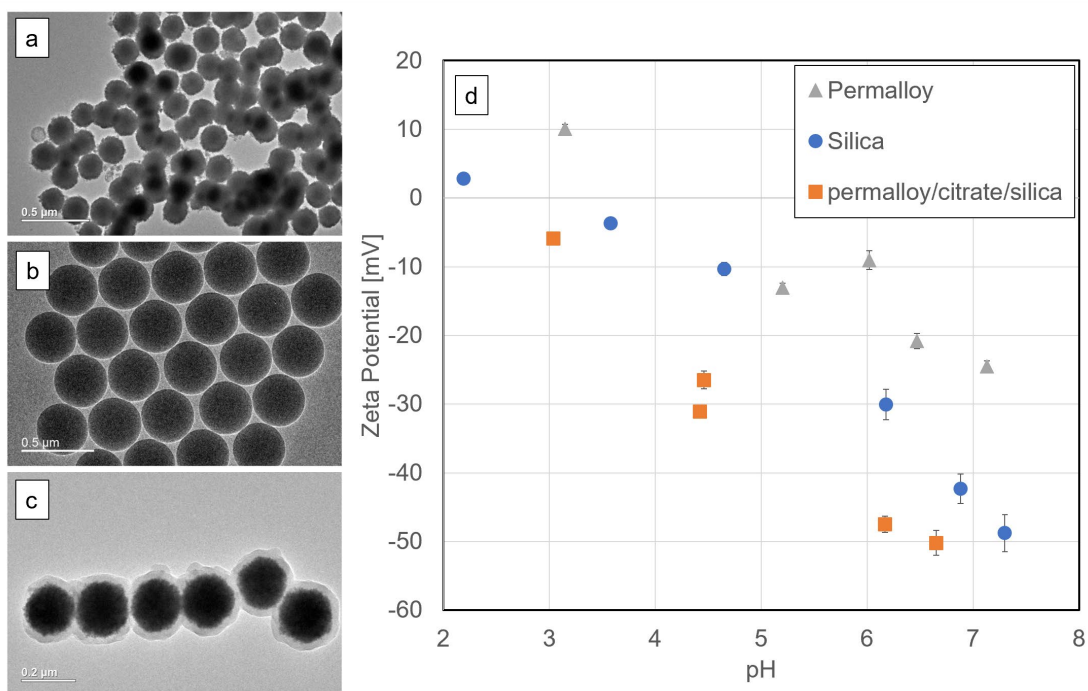 a
0.5 µm
b
0.5 µm
c
0.2 µm
d
Permalloy
Silica
permalloy/citrate/silica
20
10
0
-10
-20
-30
-40
-50
-60
Zeta Potential [mV]
2 3 4 5 6 7 8
pH